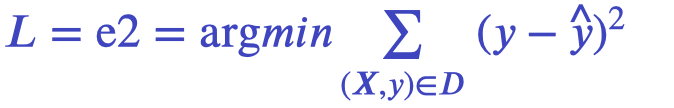 L = e2 = argmin ∑ (y − ŷ)²
(X,y)∈D